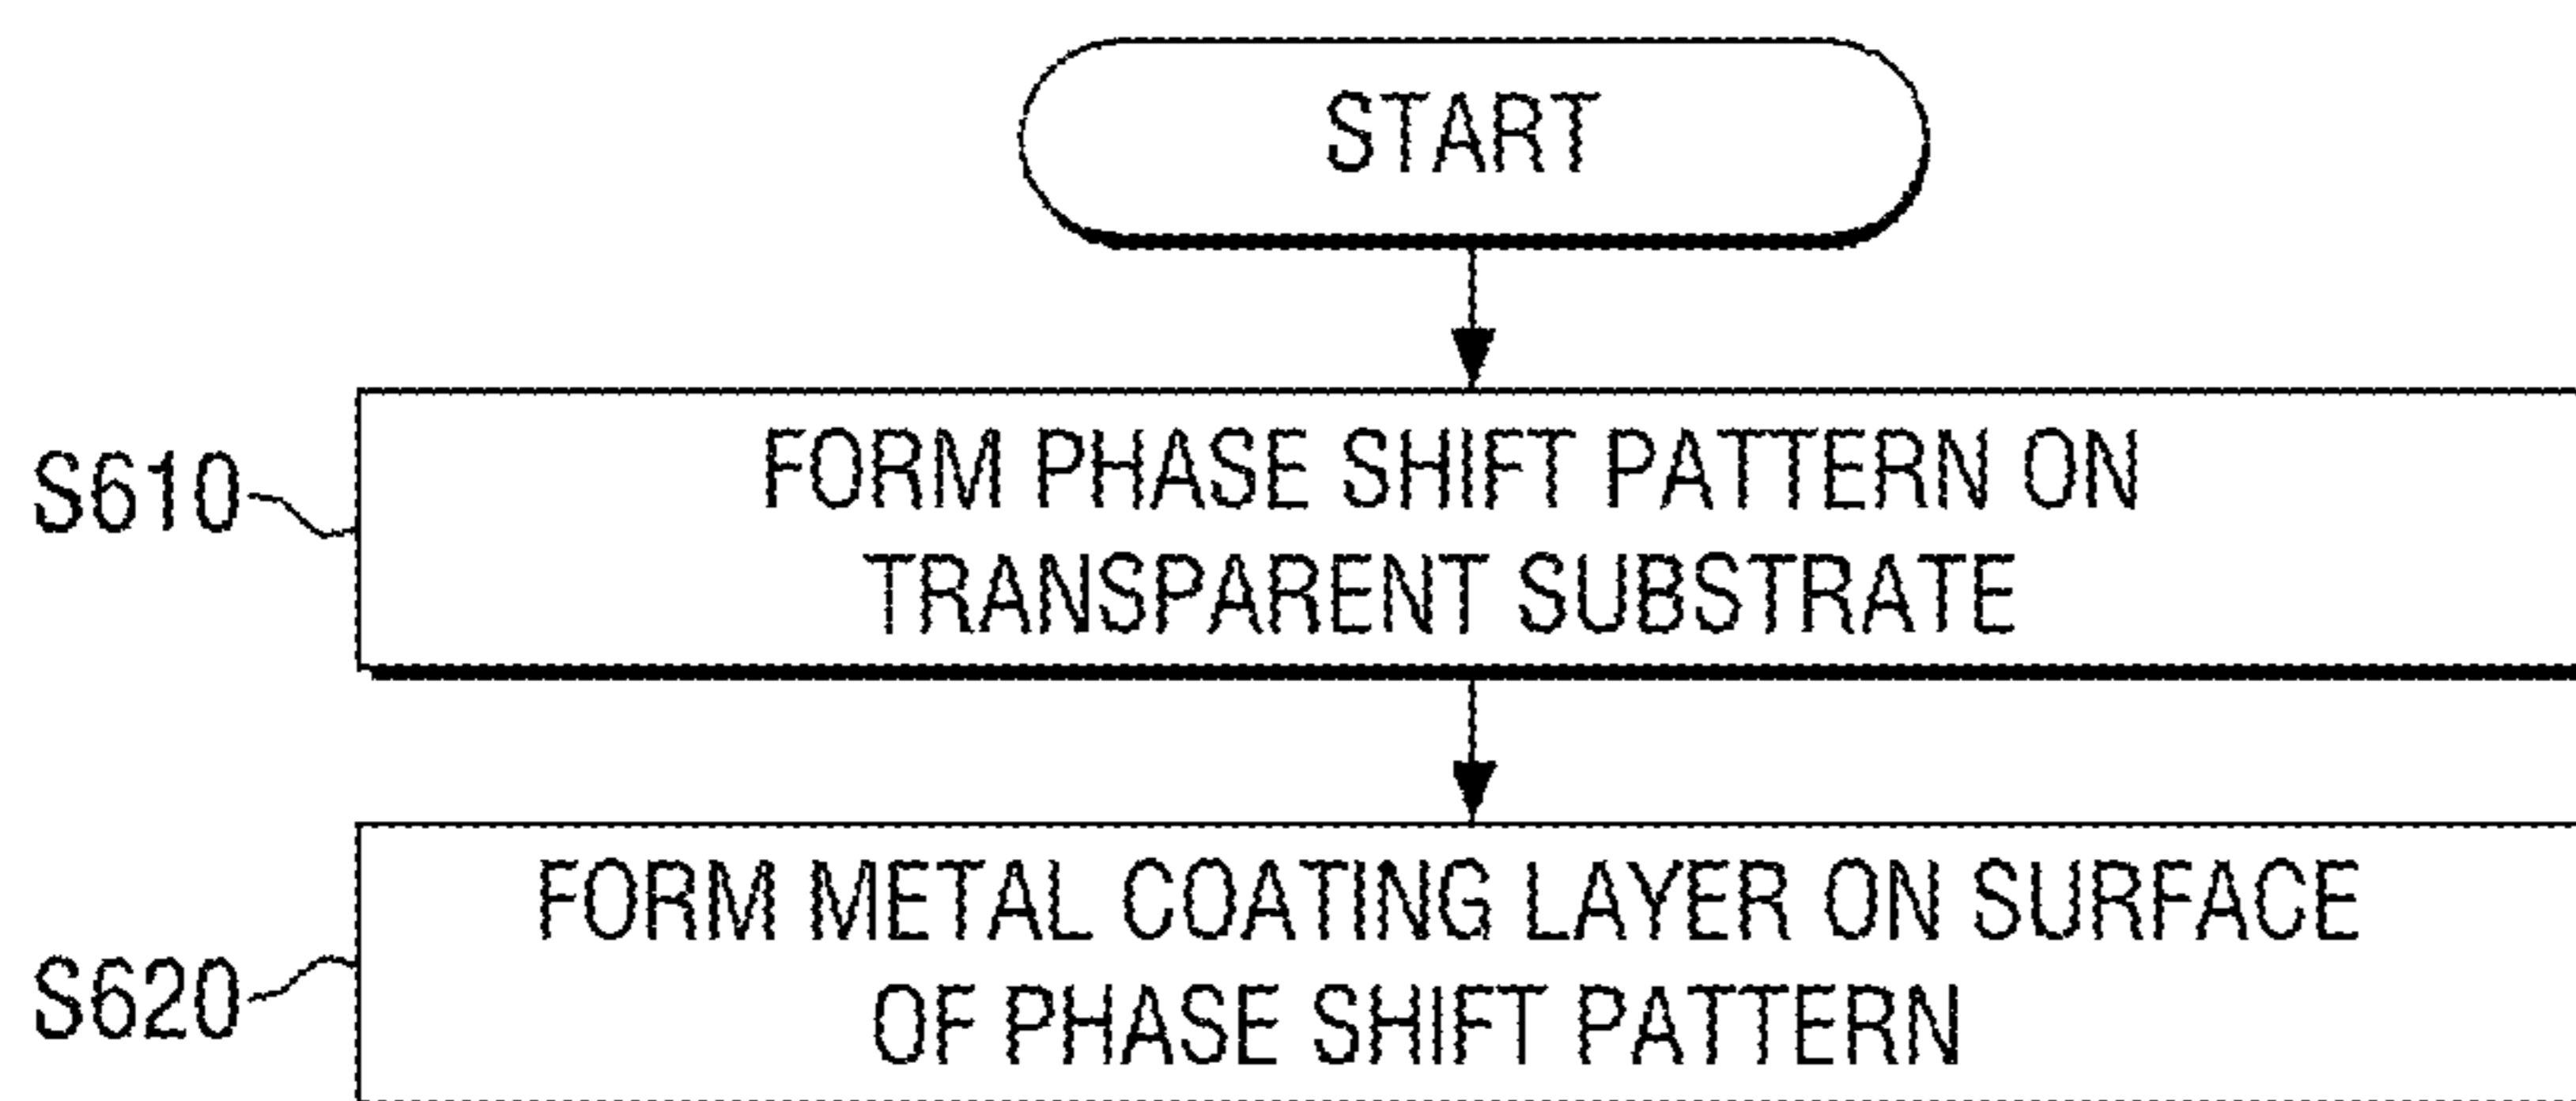 START
S610
FORM PHASE SHIFT PATTERN ON
TRANSPARENT SUBSTRATE
S620
FORM METAL COATING LAYER ON SURFACE
OF PHASE SHIFT PATTERN